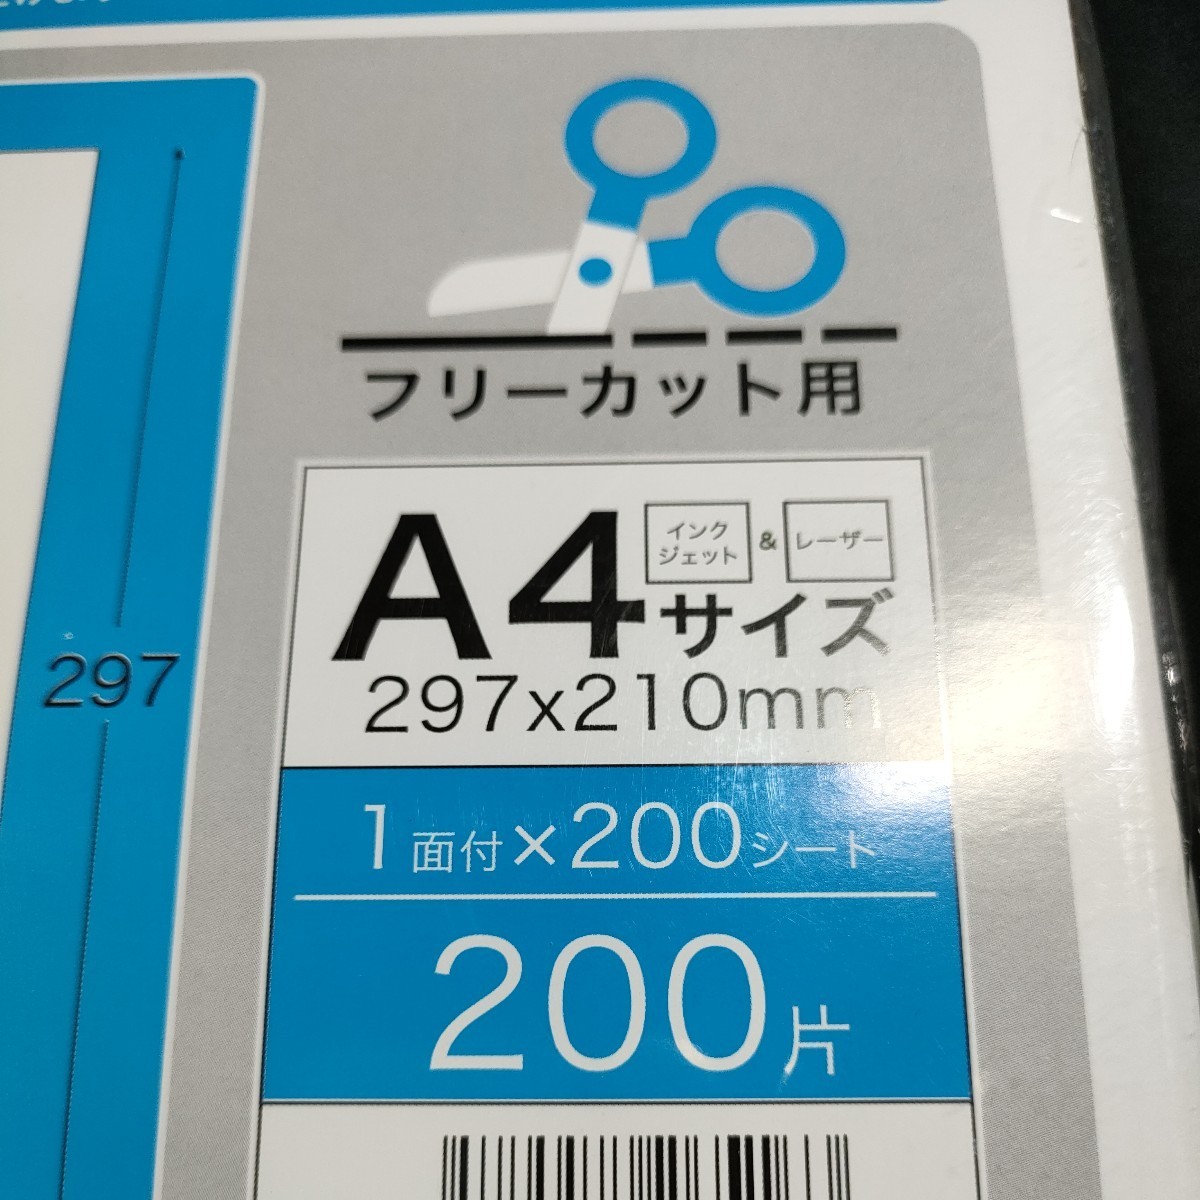 297
フリーカット用
A4サイズ
インクジェット & レーザー
297x210mm
1面付×200シート
200片